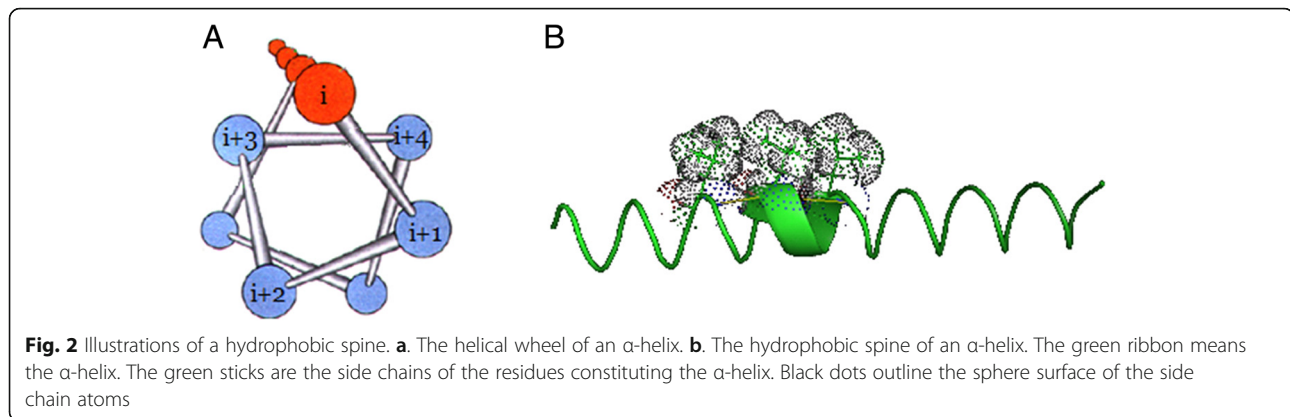 A
B
i
i+3
i+4
i+1
i+2
Fig. 2 Illustrations of a hydrophobic spine. a. The helical wheel of an α-helix. b. The hydrophobic spine of an α-helix. The green ribbon means
the α-helix. The green sticks are the side chains of the residues constituting the α-helix. Black dots outline the sphere surface of the side
chain atoms